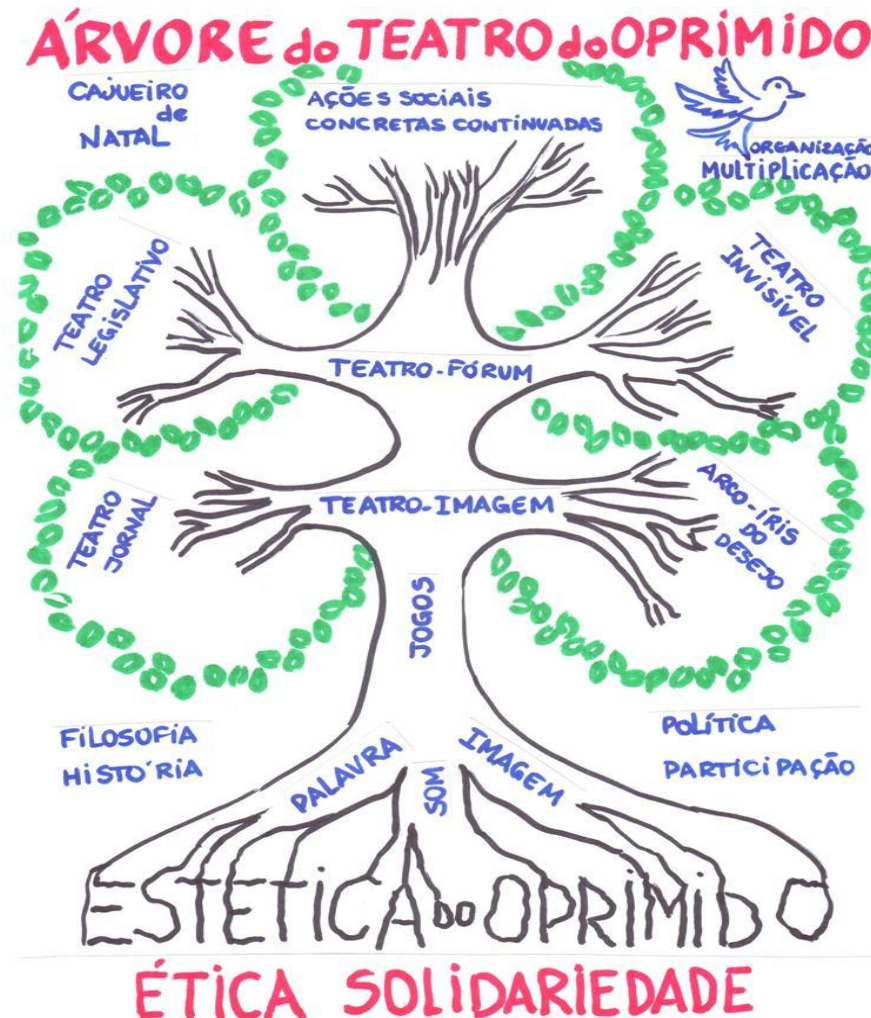 ÁRVORE do TEATRO do OPRIMIDO
CAJUEIRO
de
NATAL
AÇÕES SOCIAIS
CONCRETAS CONTINUADAS
ORGANIZAÇÃO
MULTIPLICAÇÃO
TEATRO
LEGISLATIVO
TEATRO
INVISÍVEL
TEATRO-FÓRUM
TEATRO
JORNAL
TEATRO-IMAGEM
ARCO-ÍRIS
DO
DESEJO
JOGOS
FILOSOFIA
HISTÓRIA
POLÍTICA
PARTICIPAÇÃO
PALAVRA
SOM
IMAGEM
ESTETICA DO OPRIMIDO
ÉTICA SOLIDARIEDADE